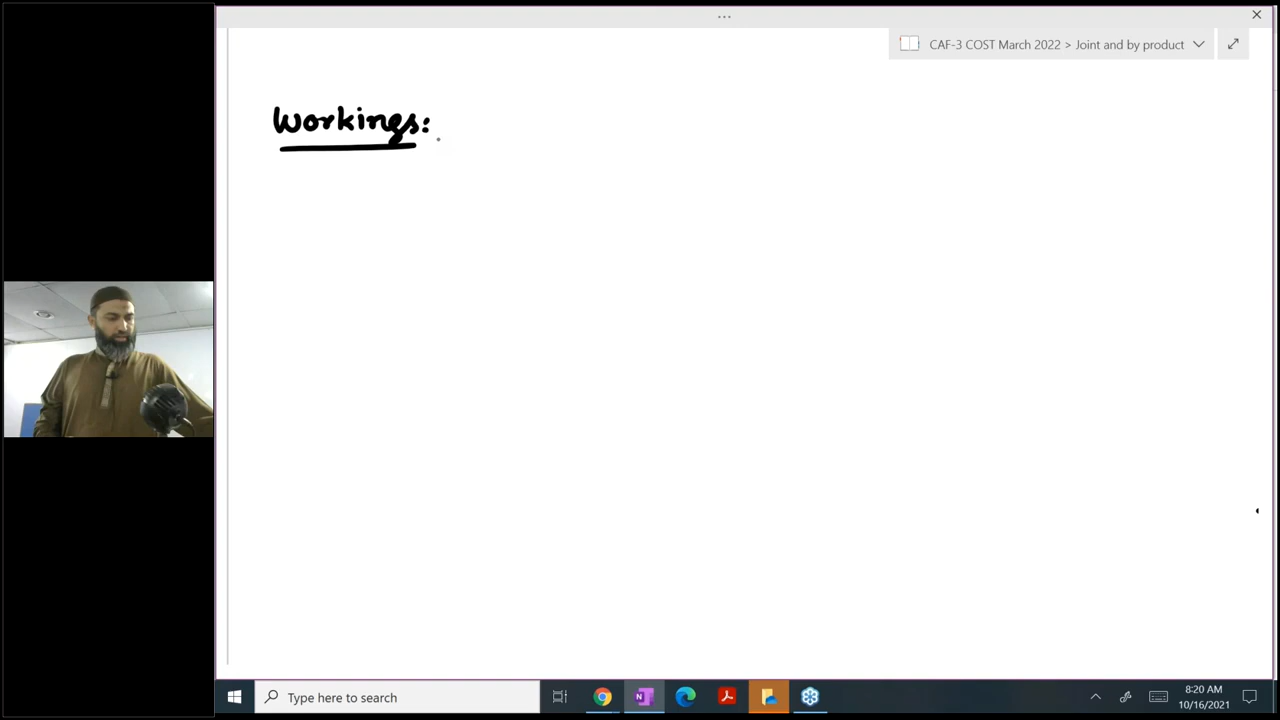 CAF-3 COST March 2022 > Joint and by product
Workings:
Type here to search
8:20 AM
10/16/2021